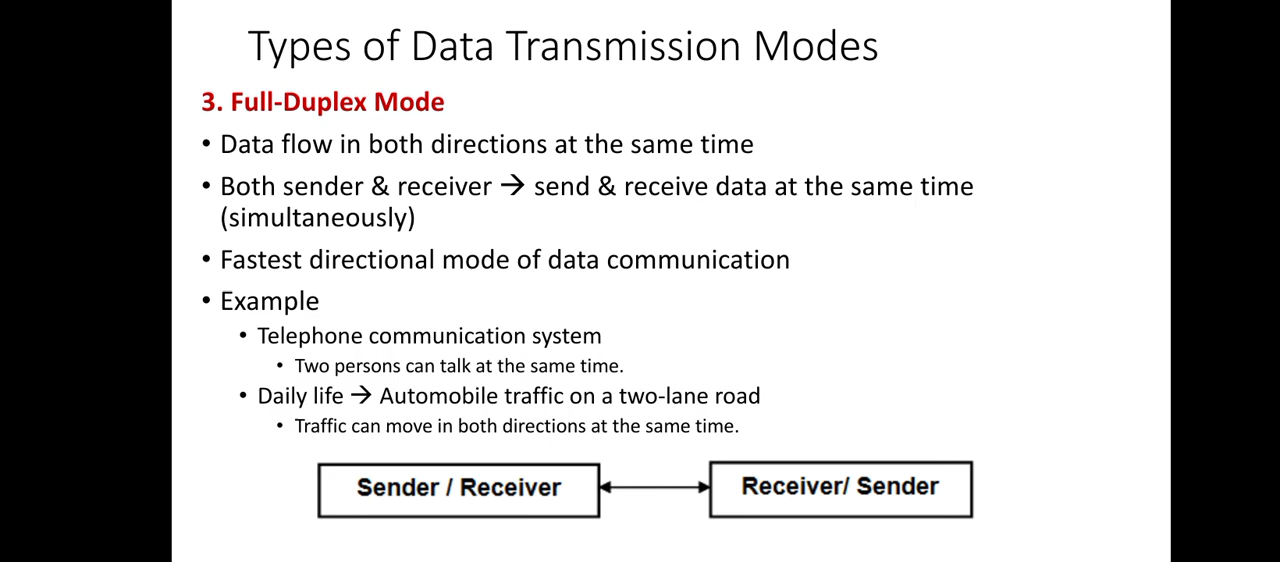 Types of Data Transmission Modes
3. Full-Duplex Mode
• Data flow in both directions at the same time
• Both sender & receiver → send & receive data at the same time
(simultaneously)
• Fastest directional mode of data communication
• Example
• Telephone communication system
• Two persons can talk at the same time.
• Daily life → Automobile traffic on a two-lane road
• Traffic can move in both directions at the same time.
Sender / Receiver
Receiver/ Sender